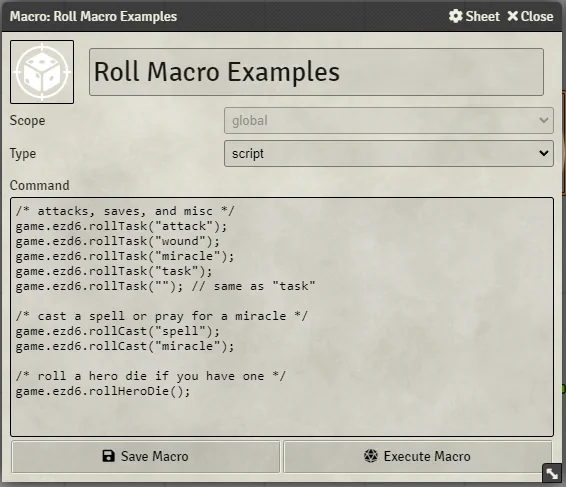 Macro: Roll Macro Examples Sheet Close
Roll Macro Examples
Scope global
Type script
Command
/* attacks, saves, and misc */
game.ezd6.rollTask("attack");
game.ezd6.rollTask("wound");
game.ezd6.rollTask("miracle");
game.ezd6.rollTask("task");
game.ezd6.rollTask(""); // same as "task"
/* cast a spell or pray for a miracle */
game.ezd6.rollCast("spell");
game.ezd6.rollCast("miracle");
/* roll a hero die if you have one */
game.ezd6.rollHeroDie();
Save Macro Execute Macro